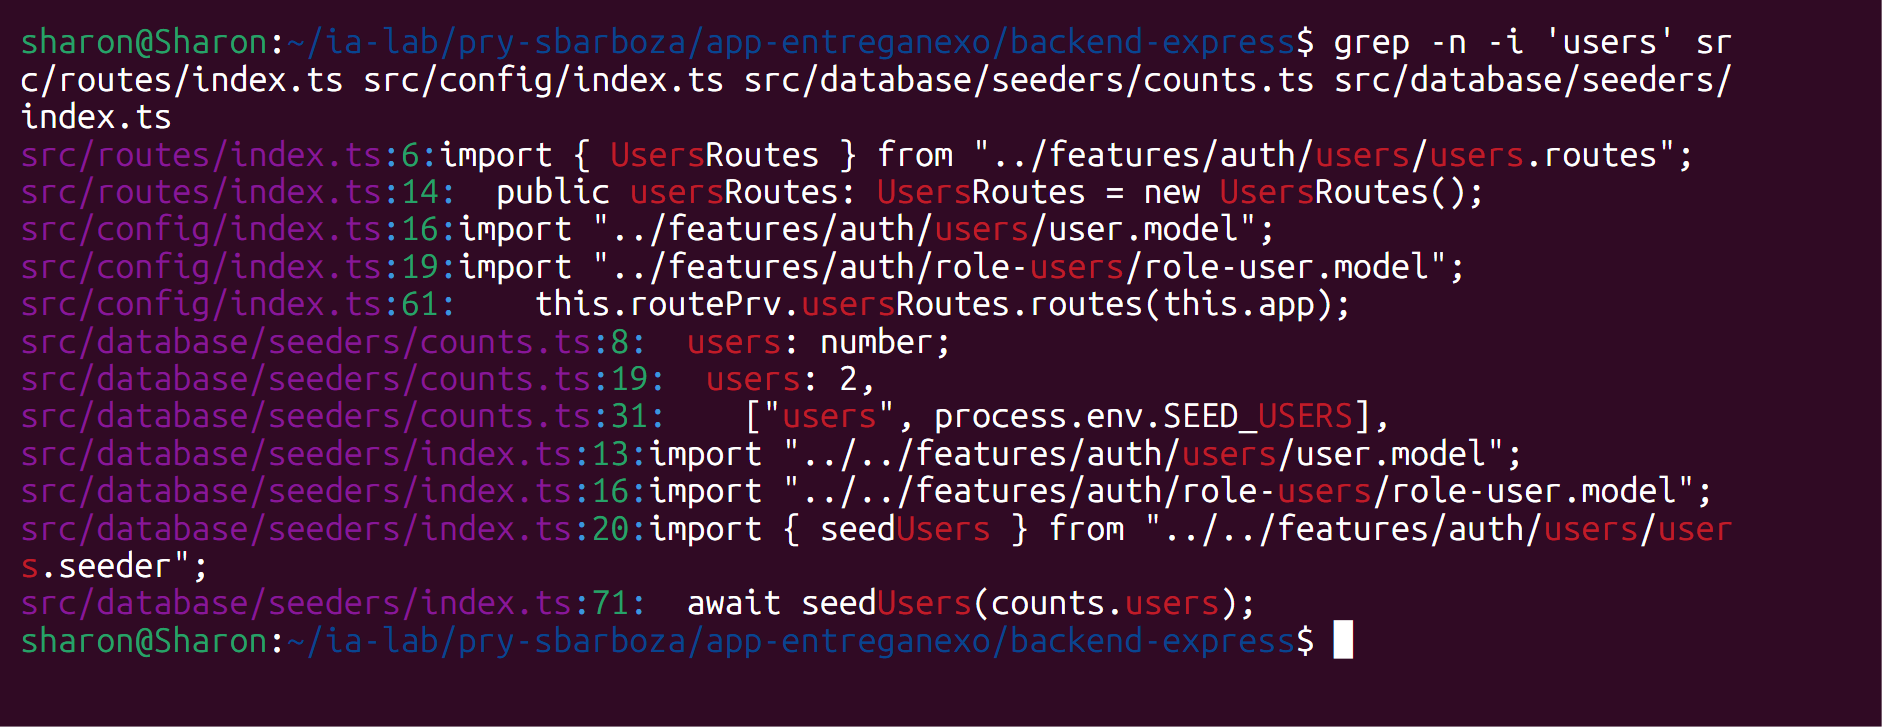 sharon@Sharon:~/ia-lab/pry-sbarboza/app-entreganexo/backend-express$ grep -n -i 'users' sr
c/routes/index.ts src/config/index.ts src/database/seeders/counts.ts src/database/seeders/
index.ts
src/routes/index.ts:6:import { UsersRoutes } from "../features/auth/users/users.routes";
src/routes/index.ts:14:  public usersRoutes: UsersRoutes = new UsersRoutes();
src/config/index.ts:16:import "../features/auth/users/user.model";
src/config/index.ts:19:import "../features/auth/role-users/role-user.model";
src/config/index.ts:61:    this.routePrv.usersRoutes.routes(this.app);
src/database/seeders/counts.ts:8:  users: number;
src/database/seeders/counts.ts:19:  users: 2,
src/database/seeders/counts.ts:31:    ["users", process.env.SEED_USERS],
src/database/seeders/index.ts:13:import "../../features/auth/users/user.model";
src/database/seeders/index.ts:16:import "../../features/auth/role-users/role-user.model";
src/database/seeders/index.ts:20:import { seedUsers } from "../../features/auth/users/user
s.seeder";
src/database/seeders/index.ts:71:  await seedUsers(counts.users);
sharon@Sharon:~/ia-lab/pry-sbarboza/app-entreganexo/backend-express$